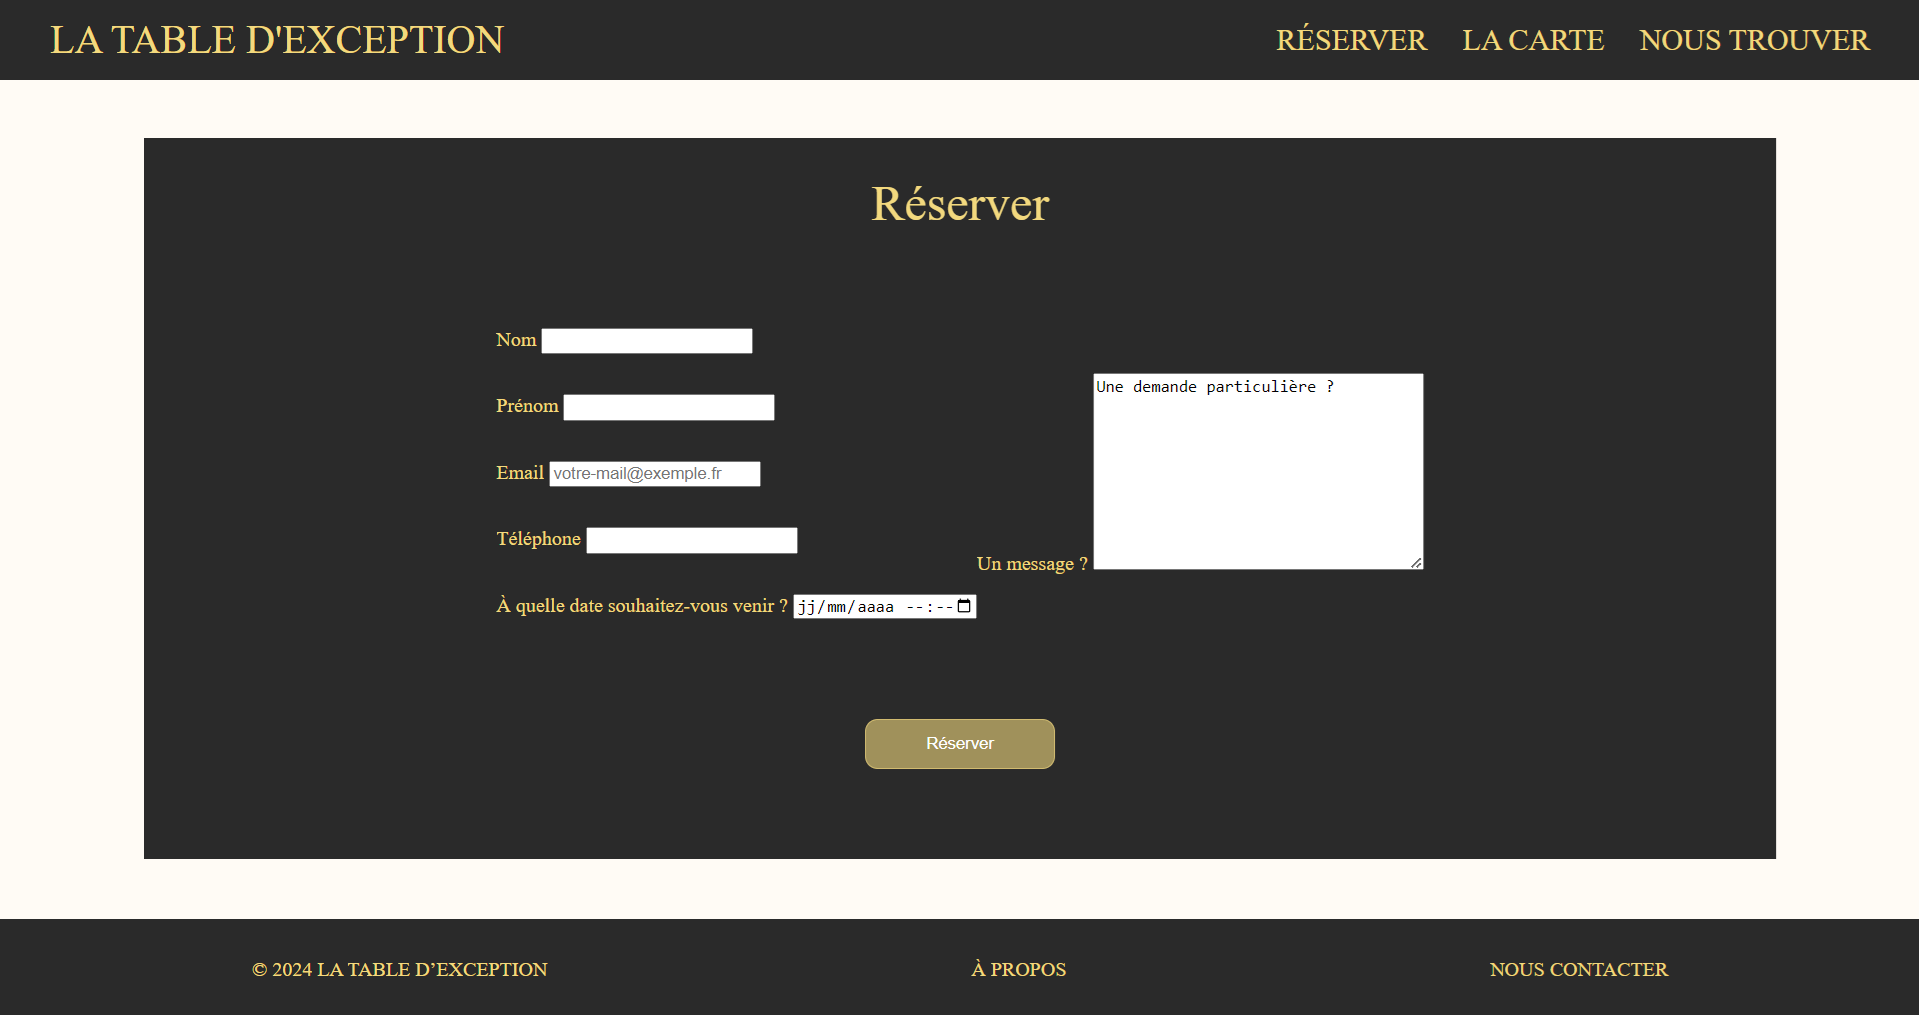 LA TABLE D'EXCEPTION
RÉSERVER
LA CARTE
NOUS TROUVER
Réserver
Nom
Prénom
Email votre-mail@exemple.fr
Téléphone
À quelle date souhaitez-vous venir ? jj/mm/aaaa --:--
Un message ?
Une demande particulière ?
Réserver
© 2024 LA TABLE D’EXCEPTION
À PROPOS
NOUS CONTACTER